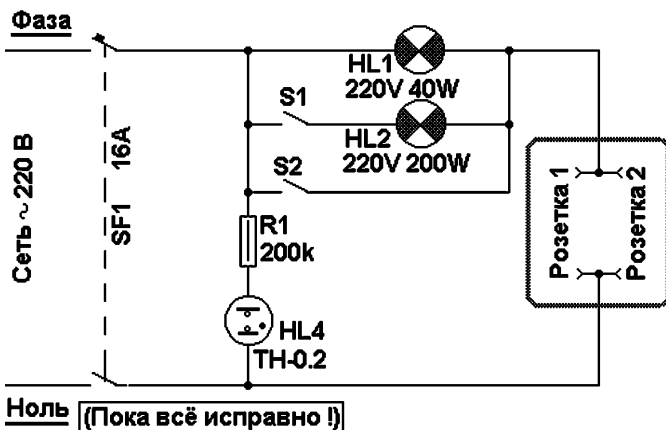 Фаза
HL1
220V 40W
S1
HL2
220V 200W
S2
Сеть ~ 220 В
SF1 16A
R1
200k
HL4
ТН-0.2
Розетка 1
Розетка 2
Ноль (Пока всё исправно !)